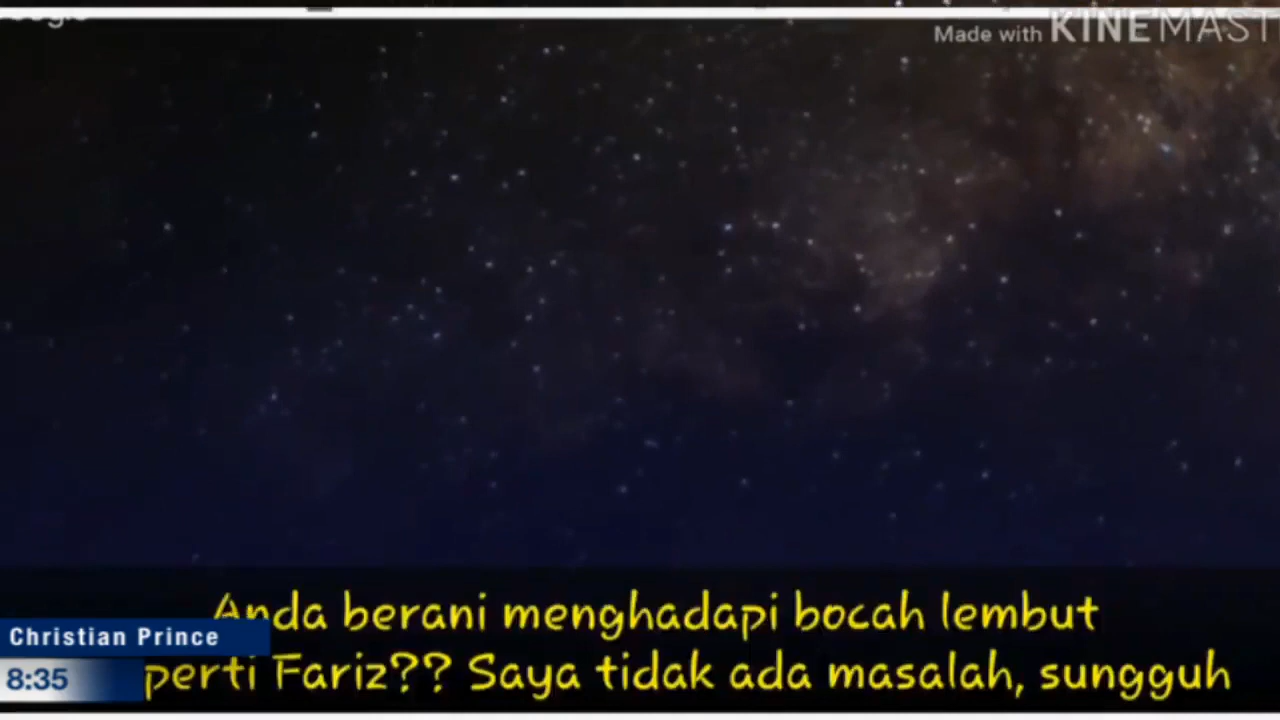 Made with KINEMAST
Anda berani menghadapi bocah lembut
Christian Prince
perti Fariz?? Saya tidak ada masalah, sungguh
8:35